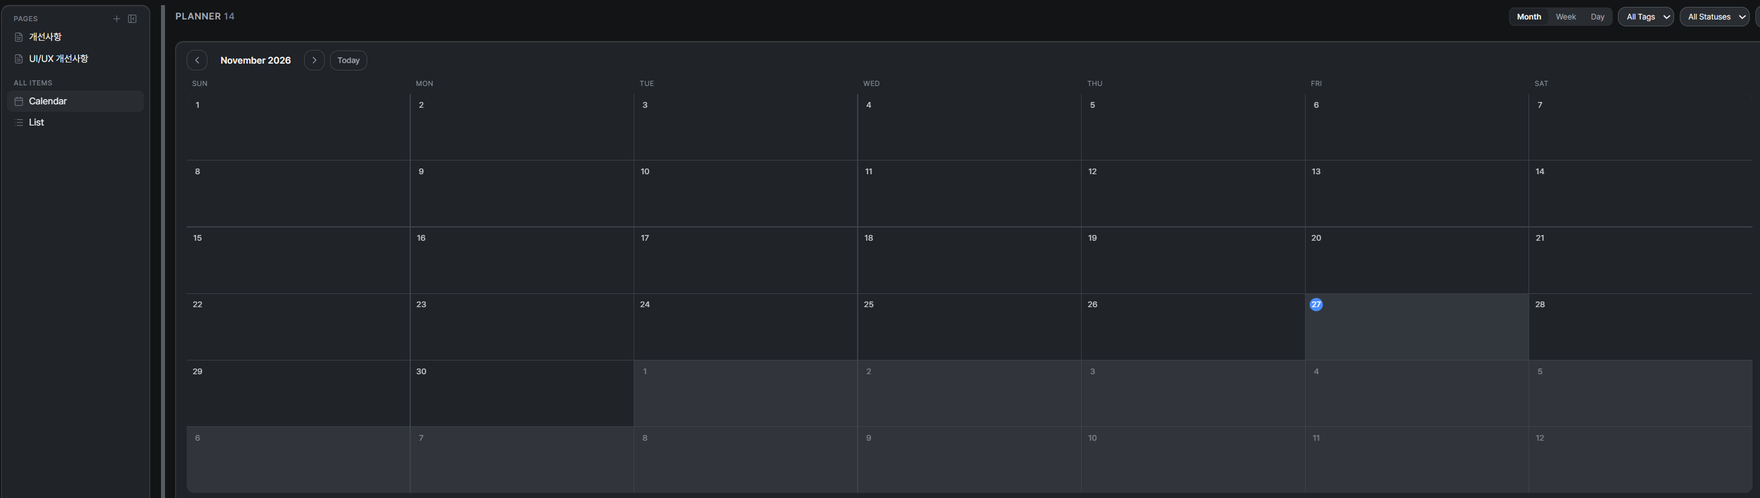 PAGES
개선사항
UI/UX 개선사항
ALL ITEMS
Calendar
List
PLANNER 14
Month Week Day All Tags All Statuses
November 2026 Today
SUN MON TUE WED THU FRI SAT
1 2 3 4 5 6 7
8 9 10 11 12 13 14
15 16 17 18 19 20 21
22 23 24 25 26 27 28
29 30 1 2 3 4 5
6 7 8 9 10 11 12